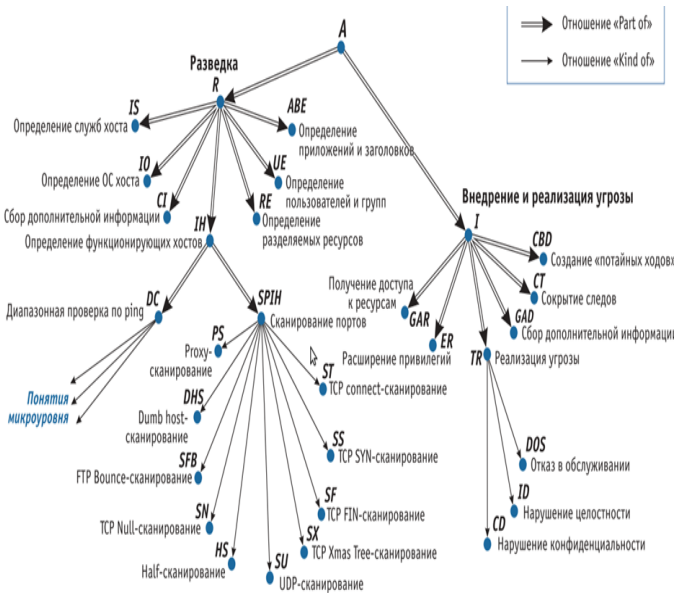 A
Отношение «Part of»
Отношение «Kind of»
Разведка
R
IS
Определение служб хоста
ABE
Определение
приложений и заголовков
IO
Определение ОС хоста
UE
Определение
пользователей и групп
CI
Сбор дополнительной информации
RE
Определение
разделяемых ресурсов
IH
Определение функционирующих хостов
Внедрение и реализация угрозы
I
CBD
Создание «потайных ходов»
CT
Сокрытие следов
GAD
Сбор дополнительной информаци
Получение доступа
к ресурсам
GAR
ER
Расширение привилегий
TR
Реализация угрозы
DC
Диапазонная проверка по ping
SPIH
Сканирование портов
Понятия
микроуровня
PS
Proxy-
сканирование
ST
TCP connect-сканирование
DHS
Dumb host-
сканирование
SS
TCP SYN-сканирование
SFB
FTP Bounce-сканирование
SF
TCP FIN-сканирование
SN
TCP Null-сканирование
SX
TCP Xmas Tree-сканирование
HS
Half-сканирование
SU
UDP-сканирование
DOS
Отказ в обслуживании
ID
Нарушение целостности
CD
Нарушение конфиденциальности